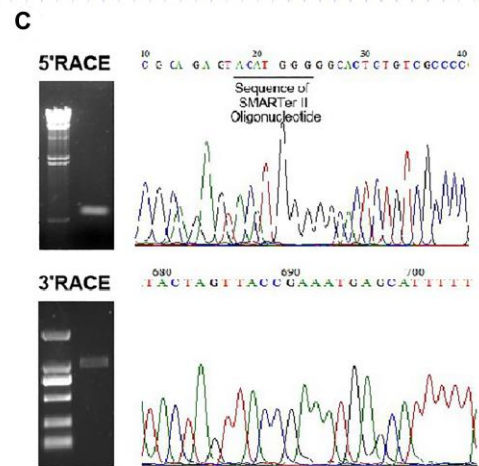 C
5'RACE
10 20 30 40
C G C A G A C T A C A T G G G G G G C A C T C T G T C G C C C C
Sequence of
SMARTer II
Oligonucleotide
3'RACE
680 690 700
T A C T A G T T A C C G A A A T G A G C A T T T T T